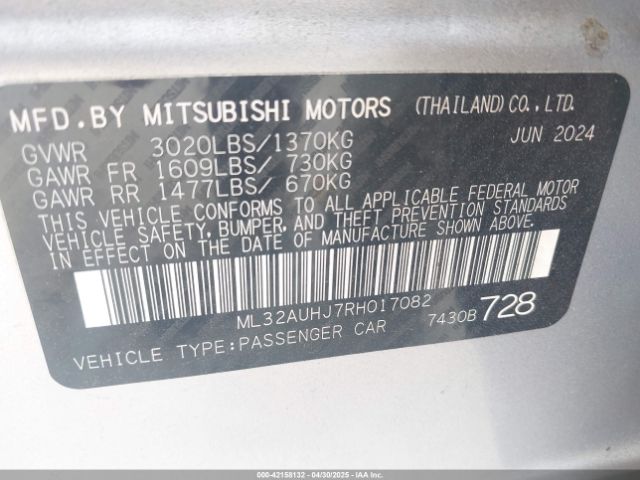 MFD.BY MITSUBISHI MOTORS (THAILAND)CO.,LTD.
GVWR 3020LBS/1370KG JUN 2024
GAWR FR 1609LBS/ 730KG
GAWR RR 1477LBS/ 670KG
THIS VEHICLE CONFORMS TO ALL APPLICABLE FEDERAL MOTOR
VEHICLE SAFETY, BUMPER, AND THEFT PREVENTION STANDARDS
IN EFFECT ON THE DATE OF MANUFACTURE SHOWN ABOVE.
ML32AUHJ7RH017082
7430B 728
VEHICLE TYPE:PASSENGER CAR
000-42158132 - 04/30/2025 - IAAI.COM